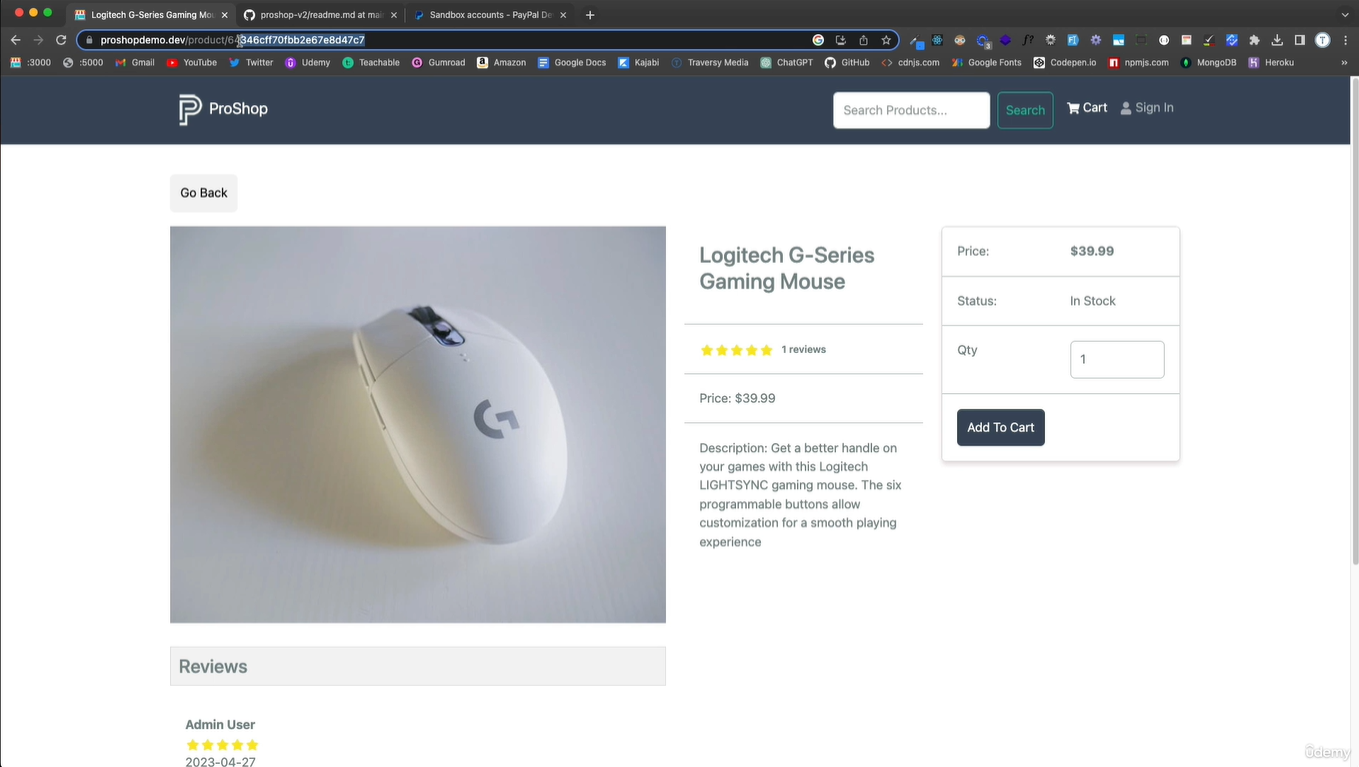 Logitech G-Series Gaming Mou
proshop-v2/readme.md at main
Sandbox accounts - PayPal De
proshopdemo.dev/product/64346cff70fbb2e67e8d47c7
:3000
:5000
Gmail
YouTube
Twitter
Udemy
Teachable
Gumroad
Amazon
Google Docs
Kajabi
Traversy Media
ChatGPT
GitHub
cdnjs.com
Google Fonts
Codepen.io
npmjs.com
MongoDB
Heroku
ProShop
Search Products...
Search
Cart
Sign In
Go Back
Logitech G-Series
Gaming Mouse
1 reviews
Price: $39.99
Description: Get a better handle on
your games with this Logitech
LIGHTSYNC gaming mouse. The six
programmable buttons allow
customization for a smooth playing
experience
Price: $39.99
Status: In Stock
Qty 1
Add To Cart
Reviews
Admin User
2023-04-27
ûdemy